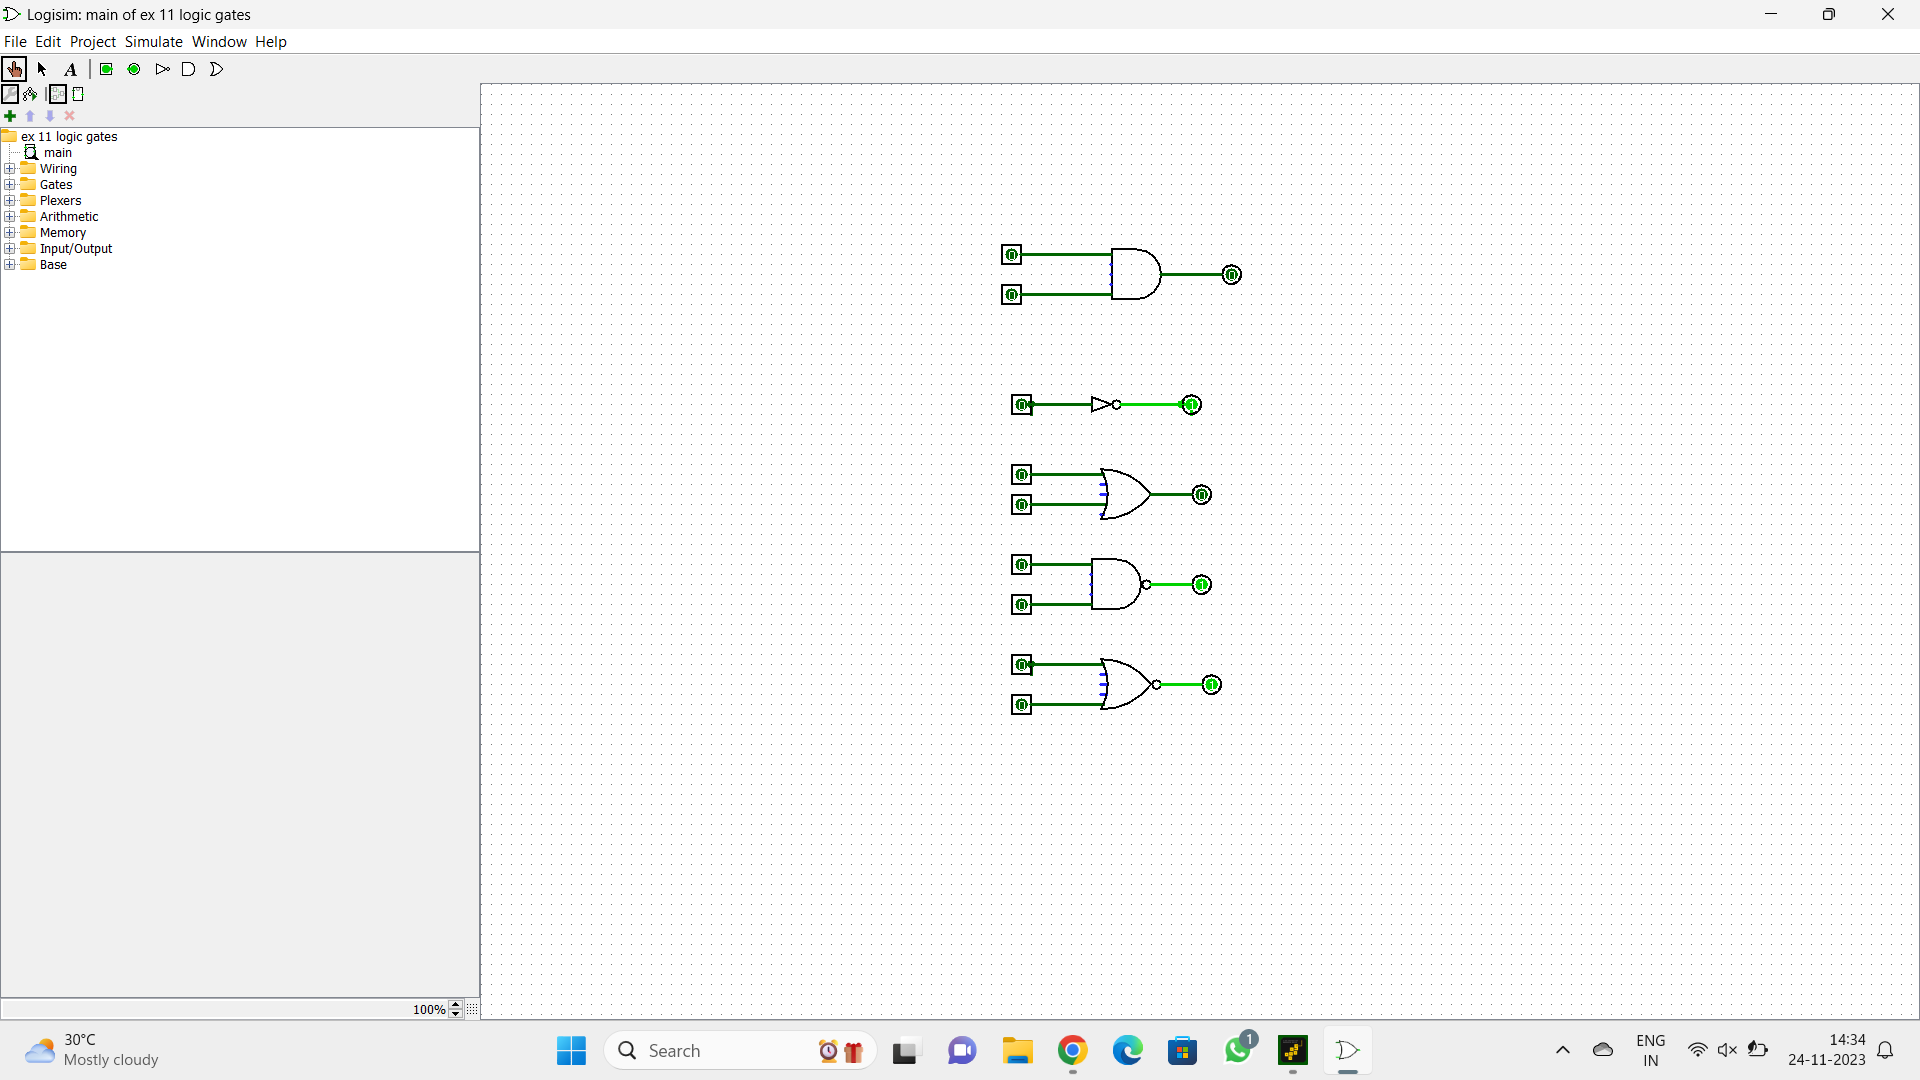 Logisim: main of ex 11 logic gates
File Edit Project Simulate Window Help
A
ex 11 logic gates
main
Wiring
Gates
Plexers
Arithmetic
Memory
Input/Output
Base
0
0
0
0
1
0
0
0
0
0
1
0
0
1
100%
30°C
Mostly cloudy
Search
1
ENG
IN
14:34
24-11-2023